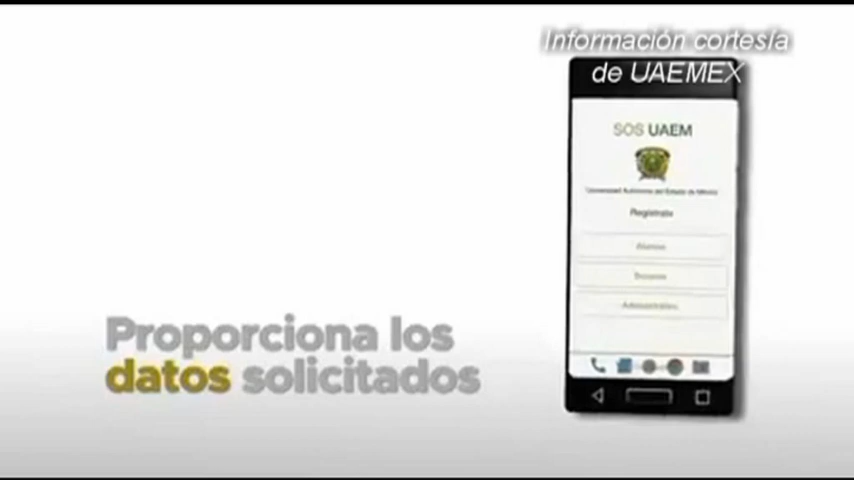 Información cortesía
de UAEMEX
SOS UAEM
Universidad Autónoma del Estado de México
Regístrate
Alumno
Docente
Administrativo
Proporciona los
datos solicitados